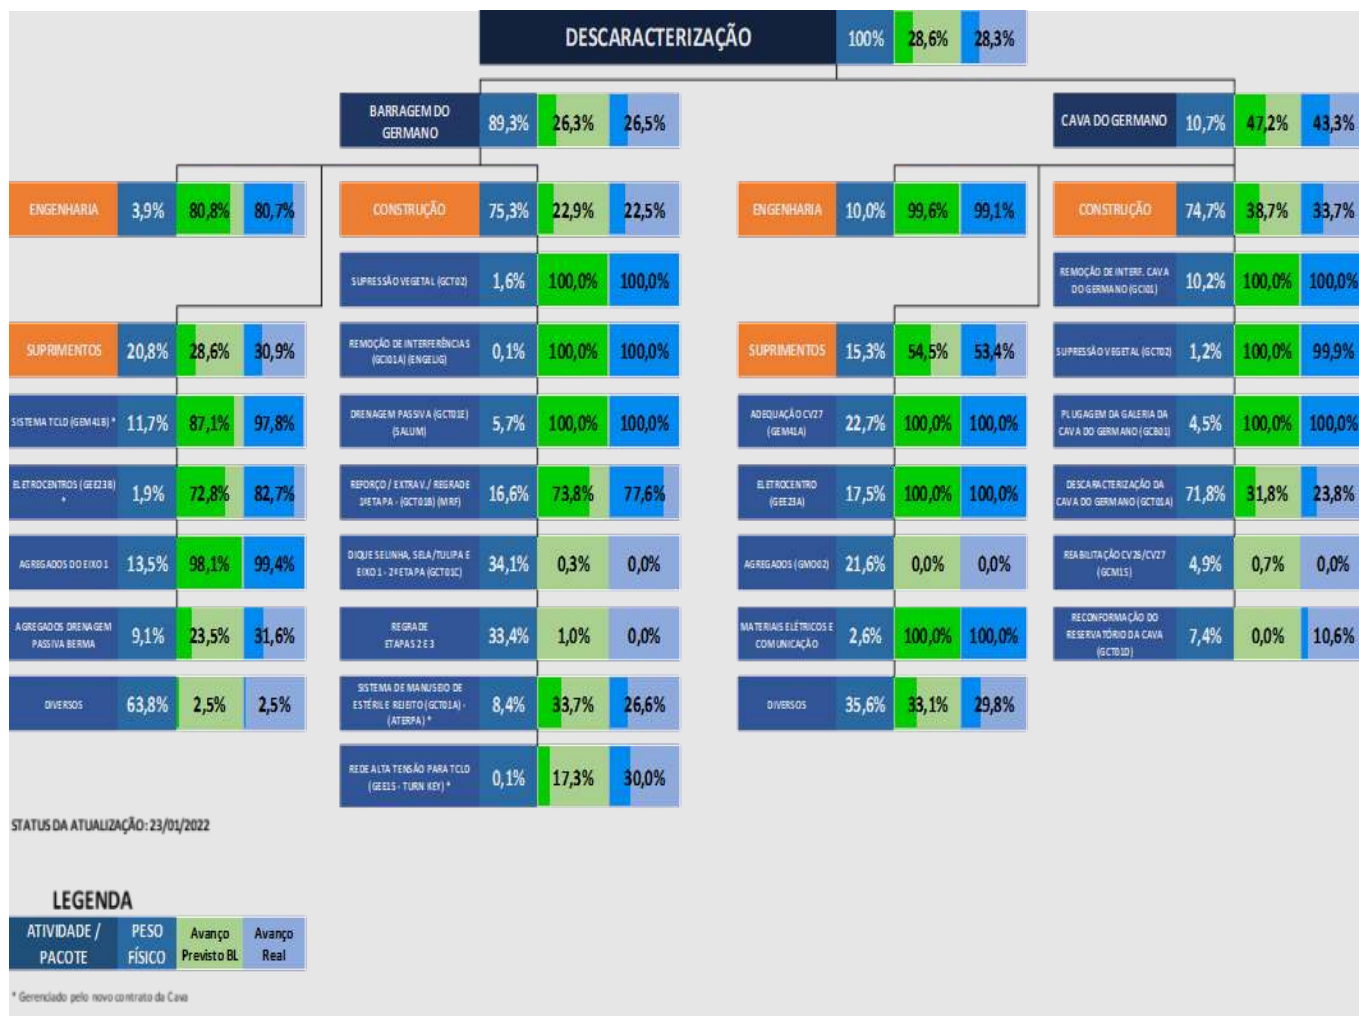 DESCARACTERIZAÇÃO 100% 28,6% 28,3%
BARRAGEM DO
GERMANO 89,3% 26,3% 26,5%
CAVA DO GERMANO 10,7% 47,2% 43,3%
ENGENHARIA 3,9% 80,8% 80,7%
CONSTRUÇÃO 75,3% 22,9% 22,5%
ENGENHARIA 10,0% 99,6% 99,1%
CONSTRUÇÃO 74,7% 38,7% 33,7%
SUPRESSÃO VEGETAL (GCT02) 1,6% 100,0% 100,0%
REMOÇÃO DE INTERF. CAVA
DO GERMANO (GCI01) 10,2% 100,0% 100,0%
SUPRIMENTOS 20,8% 28,6% 30,9%
REMOÇÃO DE INTERFERÊNCIAS
(GCI01A) (ENGELIG) 0,1% 100,0% 100,0%
SUPRIMENTOS 15,3% 54,5% 53,4%
SUPRESSÃO VEGETAL (GCT02) 1,2% 100,0% 99,9%
SISTEMA TCLD (GEM41B) * 11,7% 87,1% 97,8%
DRENAGEM PASSIVA (GCT01E)
(SALUM) 5,7% 100,0% 100,0%
ADEQUAÇÃO CV27
(GEM41A) 22,7% 100,0% 100,0%
PLUGAGEM DA GALERIA DA
CAVA DO GERMANO (GCB01) 4,5% 100,0% 100,0%
ELETROCENTROS (GEE23B)
* 1,9% 72,8% 82,7%
REFORÇO / EXTRAV./ REGRADE
1ªETAPA - (GCT01B) (MRF) 16,6% 73,8% 77,6%
ELETROCENTRO
(GEE23A) 17,5% 100,0% 100,0%
DESCARACTERIZAÇÃO DA
CAVA DO GERMANO (GCT01A) 71,8% 31,8% 23,8%
AGREGADOS DO EIXO 1 13,5% 98,1% 99,4%
DIQUE SELINHA, SELA/TULIPA E
EIXO 1 - 2ªETAPA (GCT01C) 34,1% 0,3% 0,0%
AGREGADOS (GMO02) 21,6% 0,0% 0,0%
REABILITAÇÃO CV26/CV27
(GCM15) 4,9% 0,7% 0,0%
AGREGADOS DRENAGEM
PASSIVA BERMA 9,1% 23,5% 31,6%
REGRADE
ETAPAS 2 E 3 33,4% 1,0% 0,0%
MATERIAIS ELÉTRICOS E
COMUNICAÇÃO 2,6% 100,0% 100,0%
RECONFORMAÇÃO DO
RESERVATÓRIO DA CAVA
(GCT01D) 7,4% 0,0% 10,6%
DIVERSOS 63,8% 2,5% 2,5%
SISTEMA DE MANUSEIO DE
ESTÉRIL E REJEITO (GCT01A) -
(ATERPA) * 8,4% 33,7% 26,6%
DIVERSOS 35,6% 33,1% 29,8%
REDE ALTA TENSÃO PARA TCLD
(GEE15 - TURN KEY) * 0,1% 17,3% 30,0%
STATUS DA ATUALIZAÇÃO: 23/01/2022
LEGENDA
ATIVIDADE /
PACOTE
PESO
FÍSICO
Avanço
Previsto BL
Avanço
Real
* Gerenciado pelo novo contrato da Cava